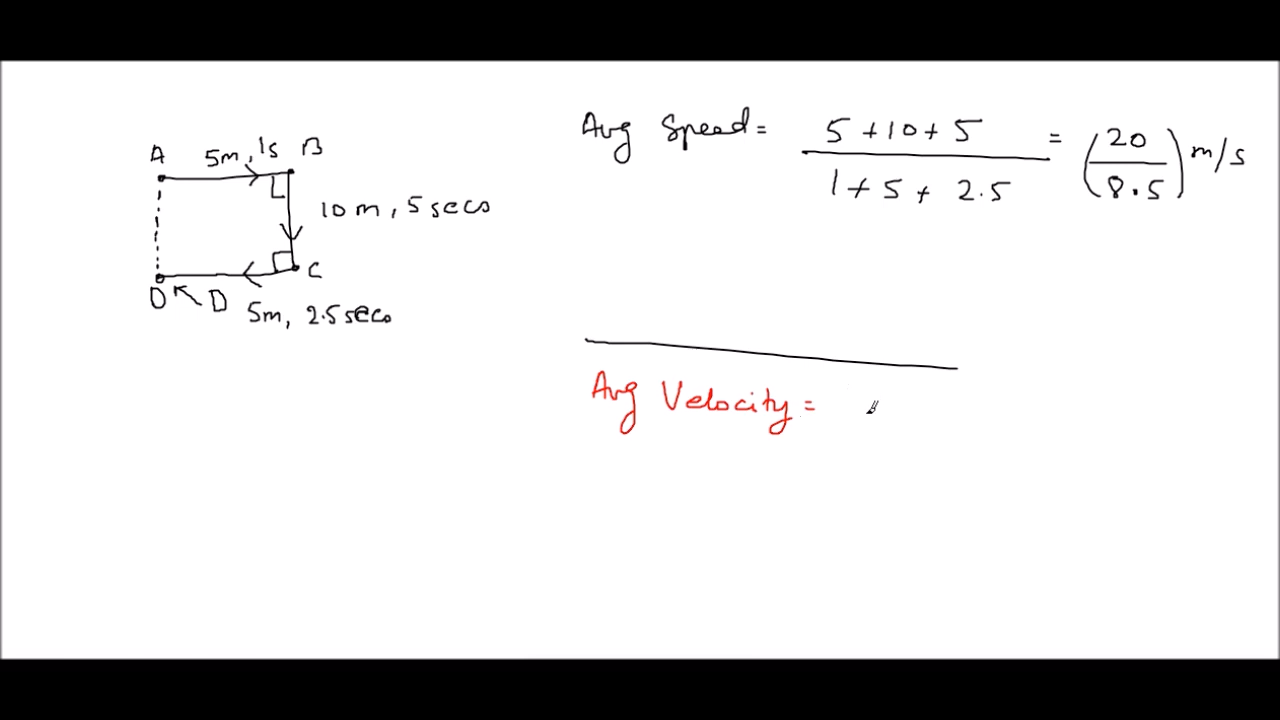 A 5m, 1s B
10m, 5 secs
C
D D
5m, 2.5 secs
Avg Speed = 5 + 10 + 5 = (20) m/s
1 + 5 + 2.5 (8.5)
Avg Velocity =